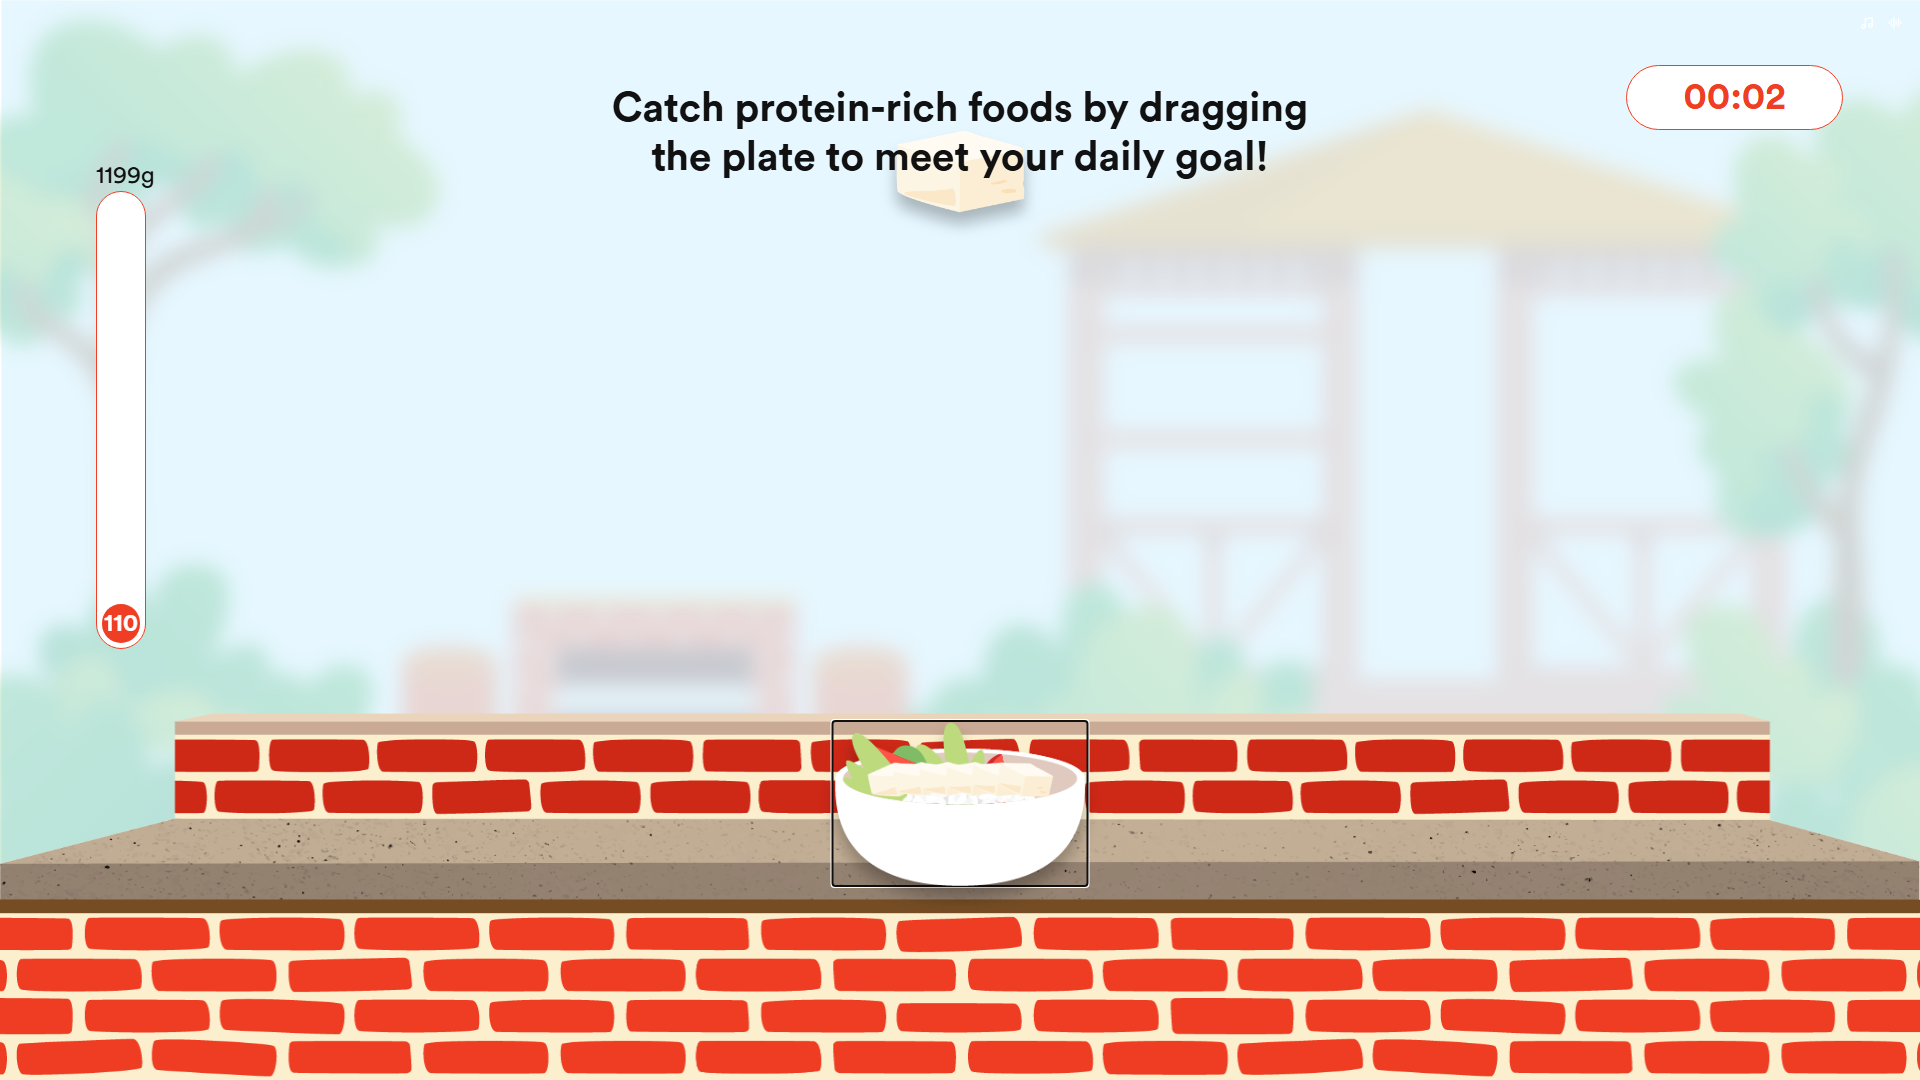 Catch protein-rich foods by dragging
the plate to meet your daily goal!
00:02
1199g
110